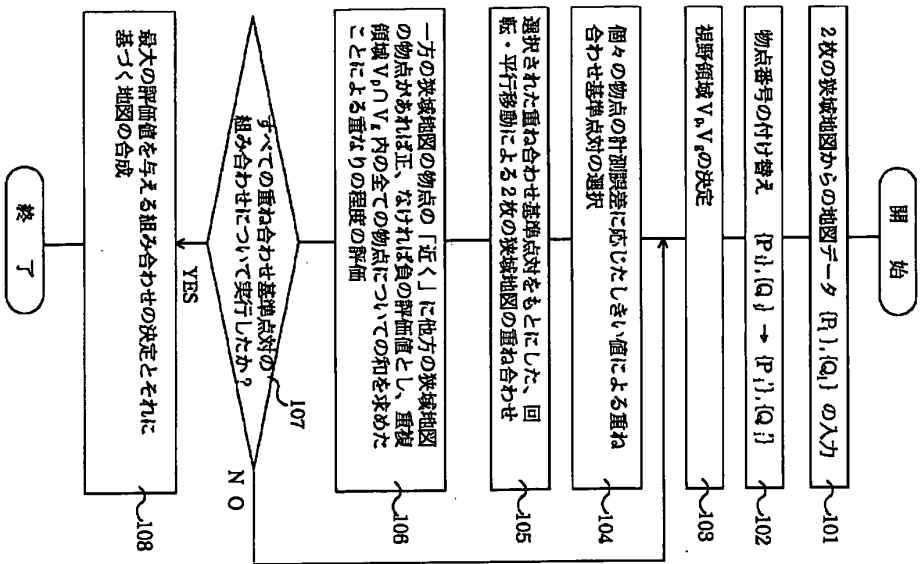 開始
2枚の狭域地図からの地図データ {Pi},{Qi} の入力
101
物点番号の付け替え {Pi},{Qi} → {Pi'},{Qi'}
102
視野領域Vp,Vgの決定
103
個々の物点の計測誤差に応じたしきい値による重ね
合わせ基準点対の選択
104
選択された重ね合わせ基準点対をもとにした、回
転・平行移動による2枚の狭域地図の重ね合わせ
105
一方の狭域地図の物点の「近く」に他方の狭域地図
の物点があれば正、なければ負の評価値とし、重複
領域Vp∩Vg内の全ての物点についての和を求めた
ことによる重なりの程度の評価
106
すべての重ね合わせ基準点対の
組み合わせについて実行したか?
107
NO
YES
最大の評価値を与える組み合わせの決定とそれに
基づく地図の合成
108
終了